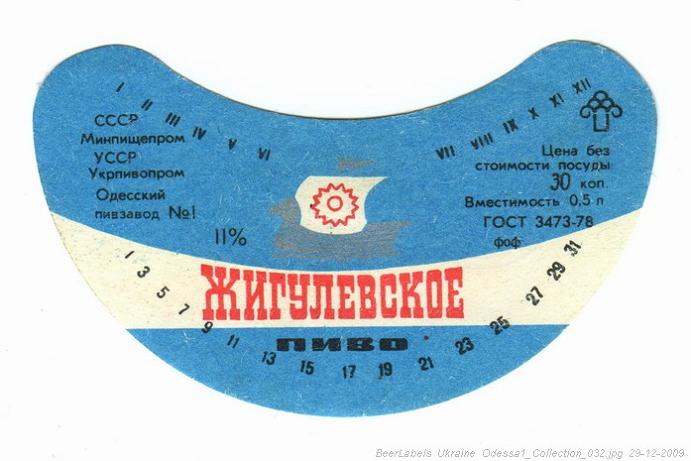 I II III IV V VI VII VIII IX X XI XII
СССР
Минпищепром
УССР
Укрпивопром
Одесский
пивзавод №1
11%
Цена без
стоимости посуды
30 коп.
Вместимость 0,5 л
ГОСТ 3473-78
фоф
ЖИГУЛЕВСКОЕ
ПИВО
1 3 5 7 9 11 13 15 17 19 21 23 25 27 29 31
BeerLabels Ukraine Odessa1_Collection_032.jpg 29-12-2009